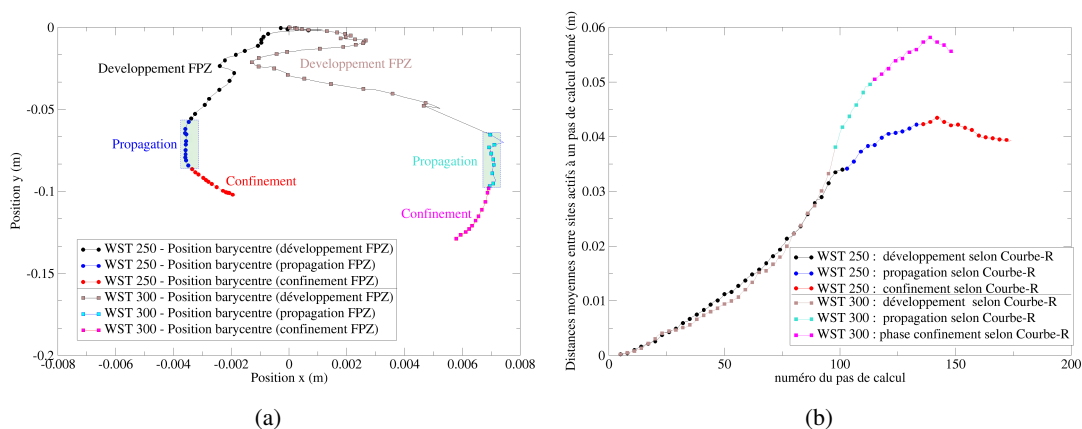 0
-0.05
-0.1
-0.15
-0.2
Position y (m)
-0.008
-0.006
-0.004
-0.002
0
0.002
0.004
0.006
0.008
Position x (m)
Developpement FPZ
Developpement FPZ
Propagation
Propagation
Confinement
Confinement
WST 250 - Position barycentre (développement FPZ)
WST 250 - Position barycentre (propagation FPZ)
WST 250 - Position barycentre (confinement FPZ)
WST 300 - Position barycentre (développement FPZ)
WST 300 - Position barycentre (propagation FPZ)
WST 300 - Position barycentre (confinement FPZ)
(a)
0.06
0.05
0.04
0.03
0.02
0.01
0
Distances moyennes entre sites actifs à un pas de calcul donné (m)
0
50
100
150
200
numéro du pas de calcul
WST 250 : développement selon Courbe-R
WST 250 : propagation selon Courbe-R
WST 250 : confinement selon Courbe-R
WST 300 : développement selon Courbe-R
WST 300 : propagation selon Courbe-R
WST 300 : phase confinement selon Courbe-R
(b)